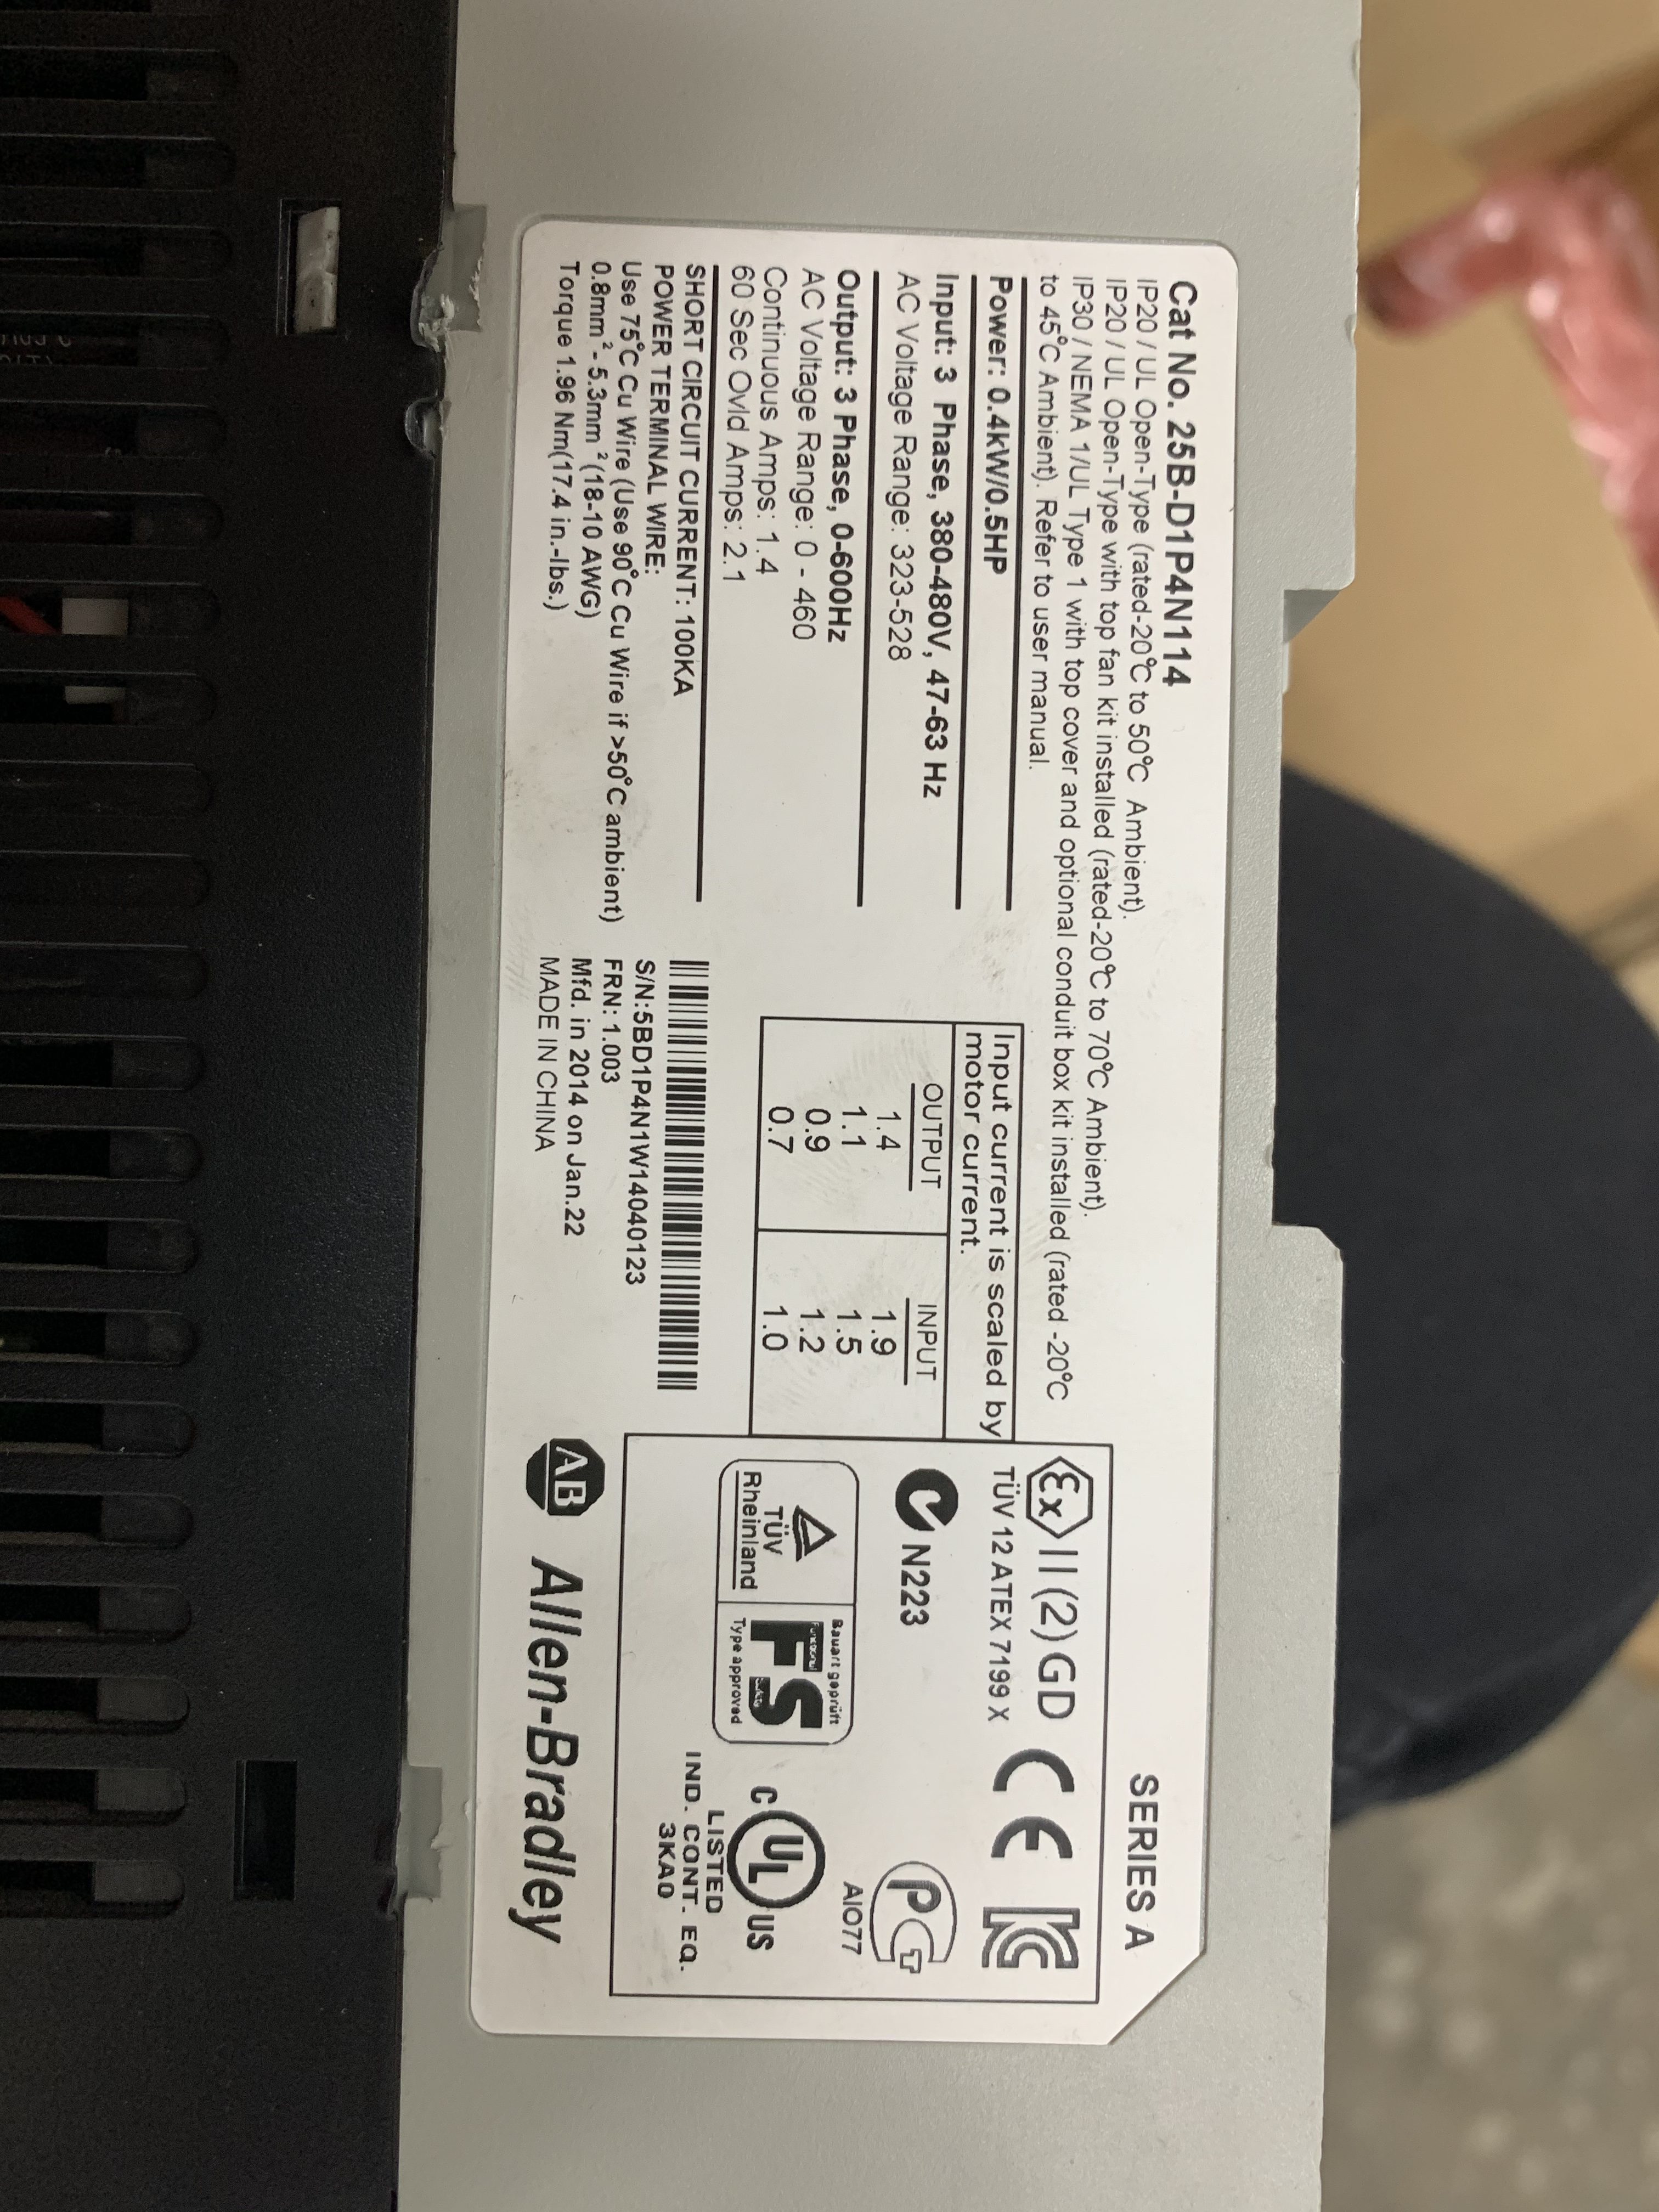 Cat No. 25B-D1P4N114
SERIES A
IP20 / UL Open-Type (rated-20°C to 50°C Ambient).
IP20 / UL Open-Type with top fan kit installed (rated-20°C to 70°C Ambient).
IP30 / NEMA 1/UL Type 1 with top cover and optional conduit box kit installed (rated -20°C
to 45°C Ambient). Refer to user manual.
Power: 0.4kW/0.5HP
Input: 3 Phase, 380-480V, 47-63 Hz
AC Voltage Range: 323-528
Output: 3 Phase, 0-600Hz
AC Voltage Range: 0 - 460
Continuous Amps: 1.4
60 Sec Ovld Amps: 2.1
SHORT CIRCUIT CURRENT: 100KA
POWER TERMINAL WIRE:
Use 75°C Cu Wire (Use 90°C Cu Wire if >50°C ambient)
0.8mm² - 5.3mm² (18-10 AWG)
Torque 1.96 Nm(17.4 in.-lbs.)
Input current is scaled by
motor current.
OUTPUT INPUT
1.4 1.9
1.1 1.5
0.9 1.2
0.7 1.0
S/N:5BD1P4N1W14040123
FRN: 1.003
Mfd. in 2014 on Jan.22
MADE IN CHINA
Ex II (2) GD CE
TÜV 12 ATEX 7199 X
N223
AIO77
TÜV
Rheinland
Bauart geprüft
FS
Type approved
C UL US
LISTED
IND. CONT. EQ.
3KA0
AB Allen-Bradley